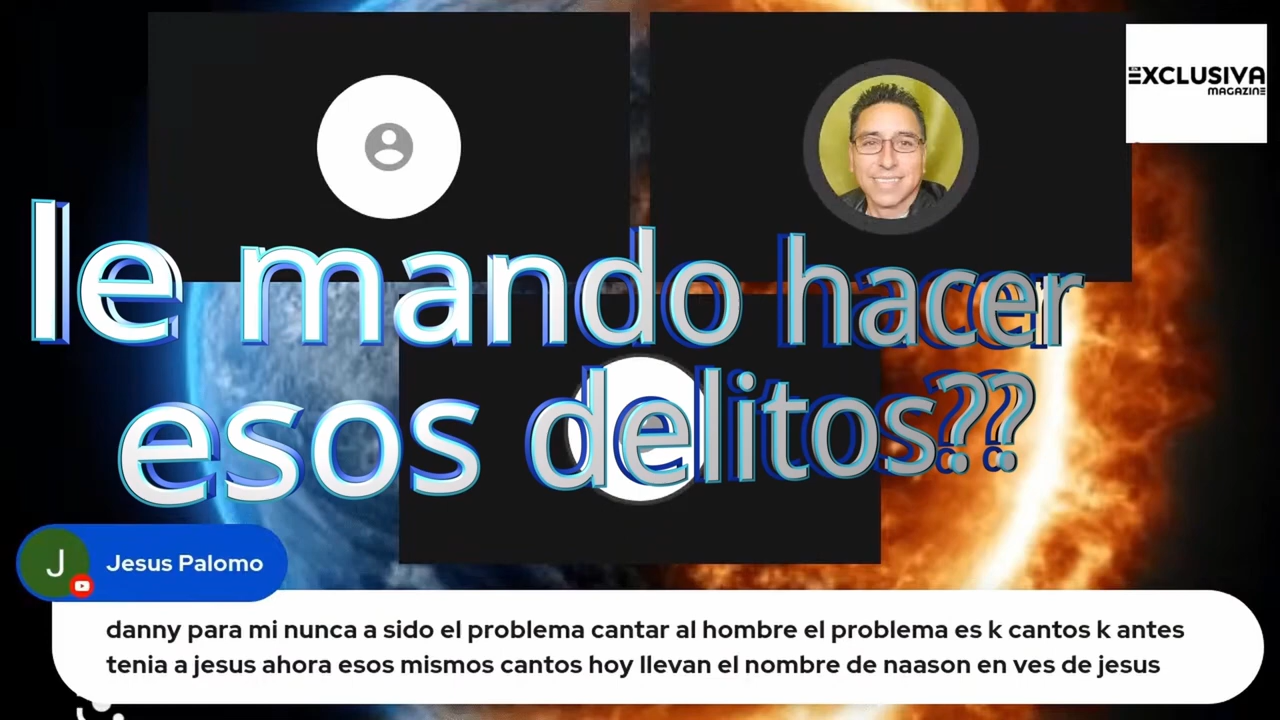 EN EXCLUSIVA
MAGAZINE
le mando hacer
esos delitos??
J
Jesus Palomo
danny para mi nunca a sido el problema cantar al hombre el problema es k cantos k antes
tenia a jesus ahora esos mismos cantos hoy llevan el nombre de naason en ves de jesus